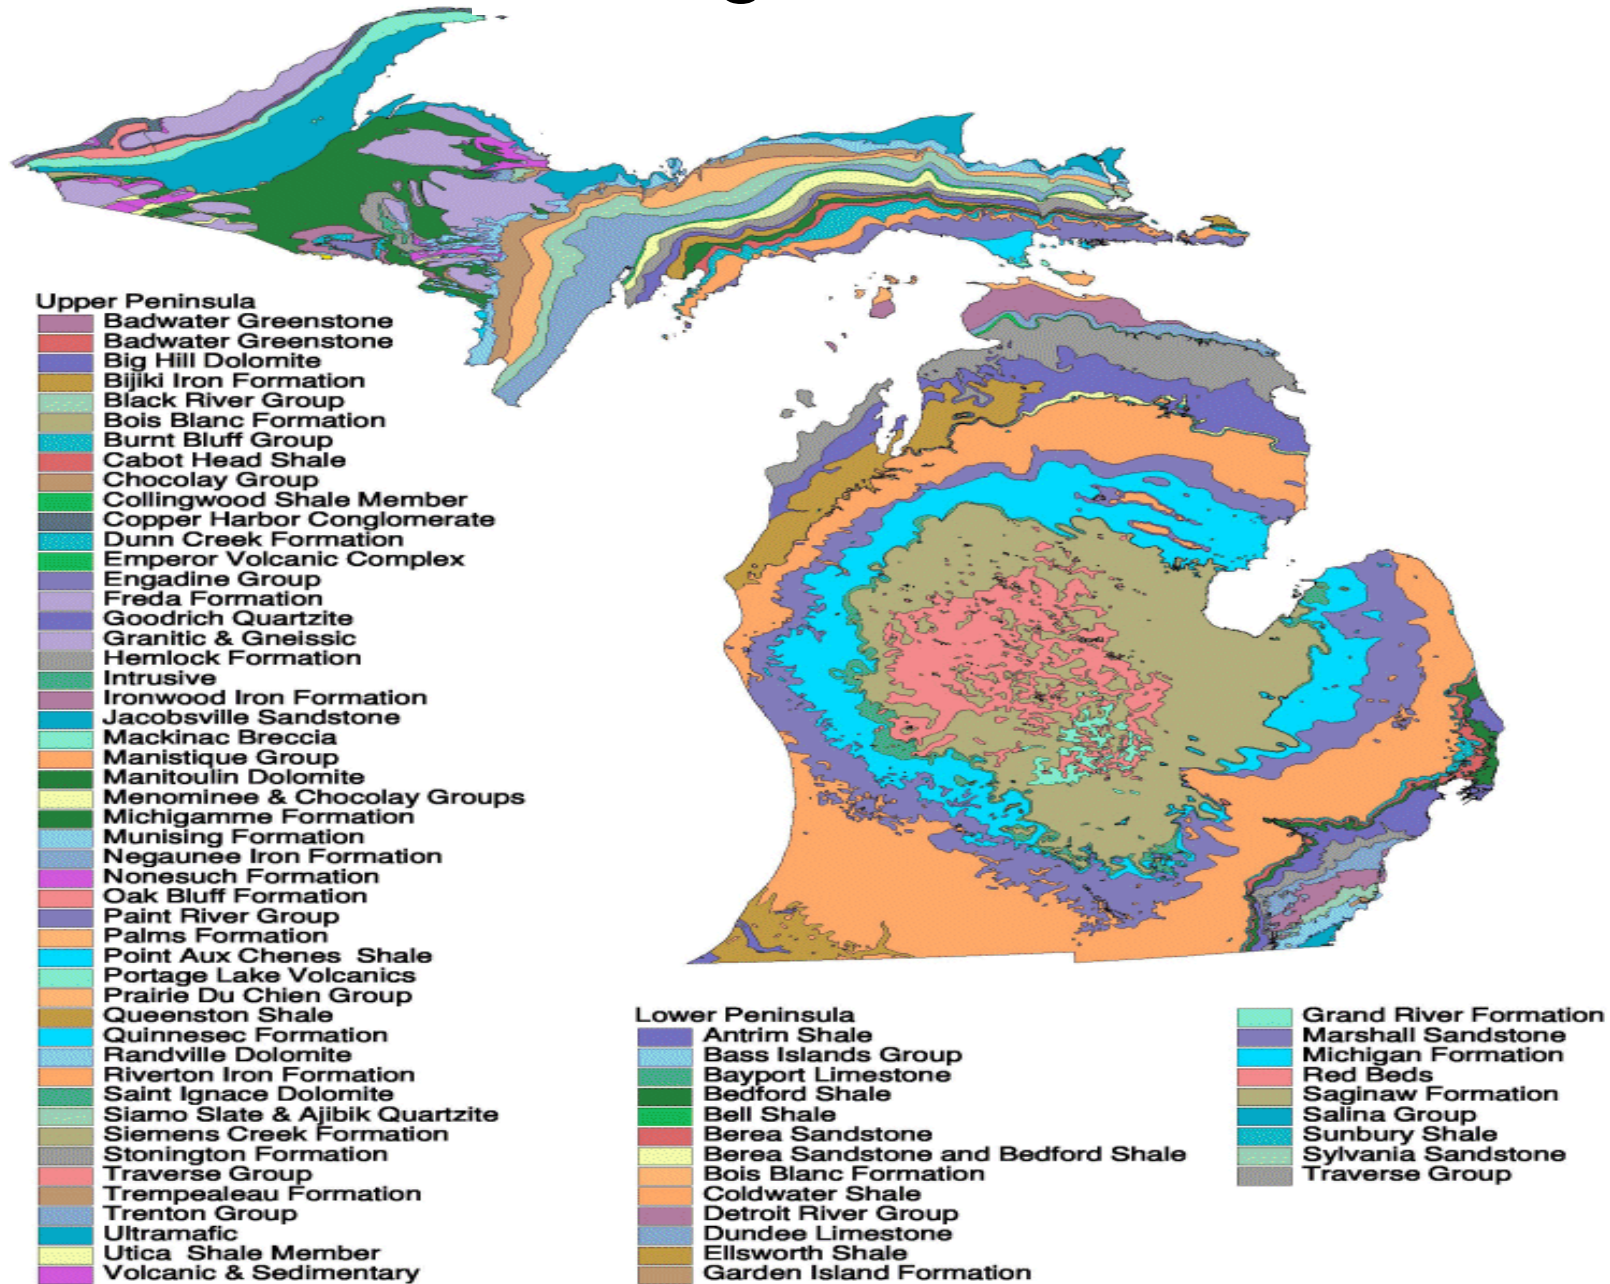 Upper Peninsula
Badwater Greenstone
Badwater Greenstone
Big Hill Dolomite
Bijiki Iron Formation
Black River Group
Bois Blanc Formation
Burnt Bluff Group
Cabot Head Shale
Chocolay Group
Collingwood Shale Member
Copper Harbor Conglomerate
Dunn Creek Formation
Emperor Volcanic Complex
Engadine Group
Freda Formation
Goodrich Quartzite
Granitic & Gneissic
Hemlock Formation
Intrusive
Ironwood Iron Formation
Jacobsville Sandstone
Mackinac Breccia
Manistique Group
Manitoulin Dolomite
Menominee & Chocolay Groups
Michigamme Formation
Munising Formation
Negaunee Iron Formation
Nonesuch Formation
Oak Bluff Formation
Paint River Group
Palms Formation
Point Aux Chenes Shale
Portage Lake Volcanics
Prairie Du Chien Group
Queenston Shale
Quinnesec Formation
Randville Dolomite
Riverton Iron Formation
Saint Ignace Dolomite
Siamo Slate & Ajibik Quartzite
Siemens Creek Formation
Stonington Formation
Traverse Group
Trempealeau Formation
Trenton Group
Ultramafic
Utica Shale Member
Volcanic & Sedimentary
Lower Peninsula
Antrim Shale
Bass Islands Group
Bayport Limestone
Bedford Shale
Bell Shale
Berea Sandstone
Berea Sandstone and Bedford Shale
Bois Blanc Formation
Coldwater Shale
Detroit River Group
Dundee Limestone
Ellsworth Shale
Garden Island Formation
Grand River Formation
Marshall Sandstone
Michigan Formation
Red Beds
Saginaw Formation
Salina Group
Sunbury Shale
Sylvania Sandstone
Traverse Group